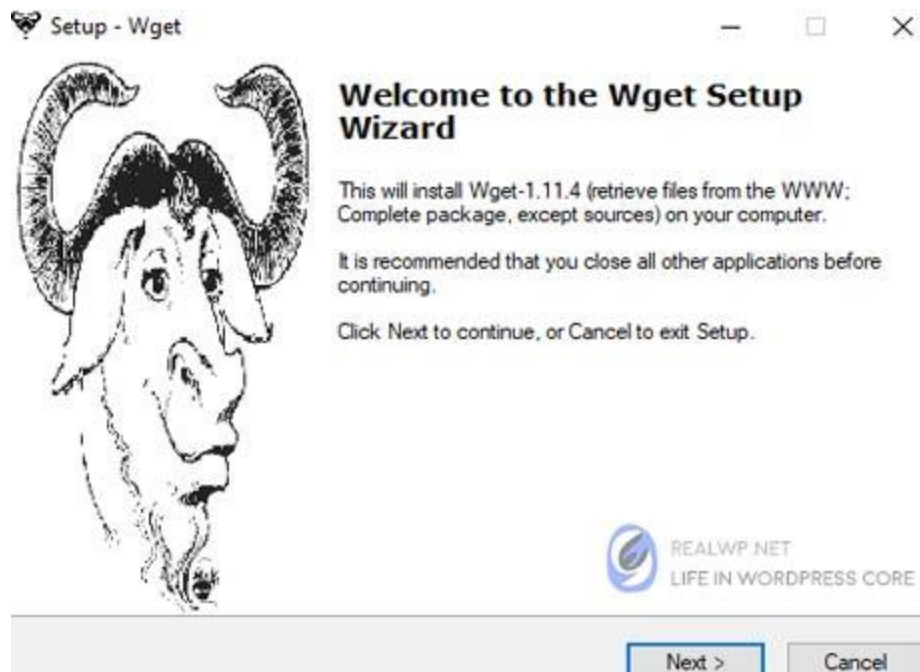 Setup - Wget
Welcome to the Wget Setup
Wizard
This will install Wget-1.11.4 (retrieve files from the WWW;
Complete package, except sources) on your computer.
It is recommended that you close all other applications before
continuing.
Click Next to continue, or Cancel to exit Setup.
REALWP.NET
LIFE IN WORDPRESS CORE
Next >
Cancel